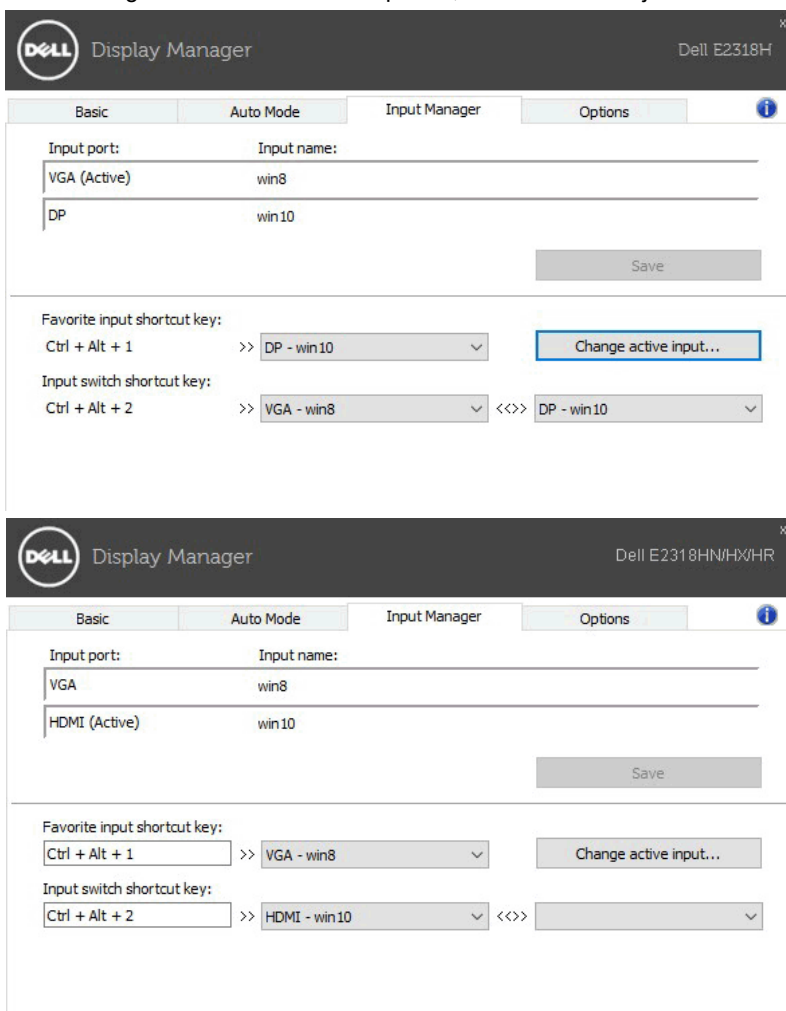 DELL Display Manager Dell E2318H x
Basic Auto Mode Input Manager Options i
Input port: Input name:
VGA (Active) win8
DP win10
Save
Favorite input shortcut key:
Ctrl + Alt + 1 >> DP - win10 Change active input...
Input switch shortcut key:
Ctrl + Alt + 2 >> VGA - win8 <<>> DP - win10
DELL Display Manager Dell E2318HN/HX/HR x
Basic Auto Mode Input Manager Options i
Input port: Input name:
VGA win8
HDMI (Active) win10
Save
Favorite input shortcut key:
Ctrl + Alt + 1 >> VGA - win8 Change active input...
Input switch shortcut key:
Ctrl + Alt + 2 >> HDMI - win10 <<>>